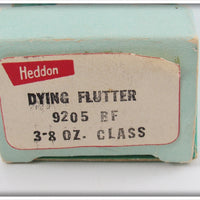 Heddon
DYING FLUTTER
9205 BF
3-8 OZ. CLASS